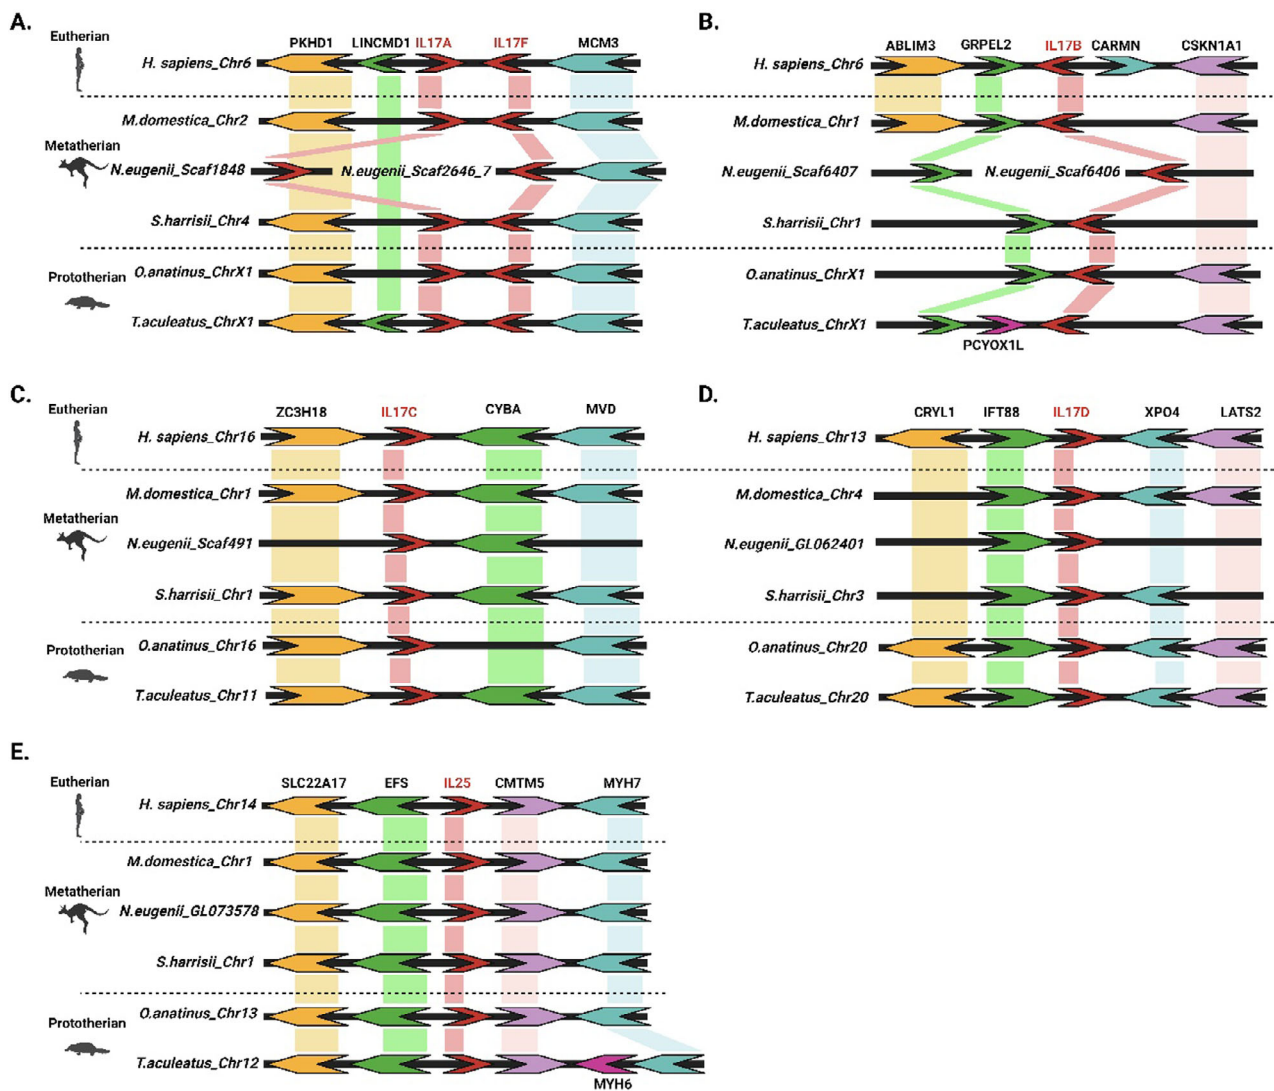 A.
Eutherian
PKHD1 LINCMD1 IL17A IL17F MCM3
H. sapiens_Chr6
M.domestica_Chr2
Metatherian
N.eugenii_Scaf1848 N.eugenii_Scaf2646_7
S.harrisii_Chr4
Prototherian
O.anatinus_ChrX1
T.aculeatus_ChrX1
B.
ABLIM3 GRPEL2 IL17B CARMN CSKN1A1
H. sapiens_Chr6
M.domestica_Chr1
N.eugenii_Scaf6407 N.eugenii_Scaf6406
S.harrisii_Chr1
O.anatinus_ChrX1
T.aculeatus_ChrX1
PCYOX1L
C.
Eutherian
ZC3H18 IL17C CYBA MVD
H. sapiens_Chr16
M.domestica_Chr1
Metatherian
N.eugenii_Scaf491
S.harrisii_Chr1
Prototherian
O.anatinus_Chr16
T.aculeatus_Chr11
D.
CRYL1 IFT88 IL17D XPO4 LATS2
H. sapiens_Chr13
M.domestica_Chr4
N.eugenii_GL062401
S.harrisii_Chr3
O.anatinus_Chr20
T.aculeatus_Chr20
E.
Eutherian
SLC22A17 EFS IL25 CMTM5 MYH7
H. sapiens_Chr14
M.domestica_Chr1
Metatherian
N.eugenii_GL073578
S.harrisii_Chr1
Prototherian
O.anatinus_Chr13
T.aculeatus_Chr12
MYH6